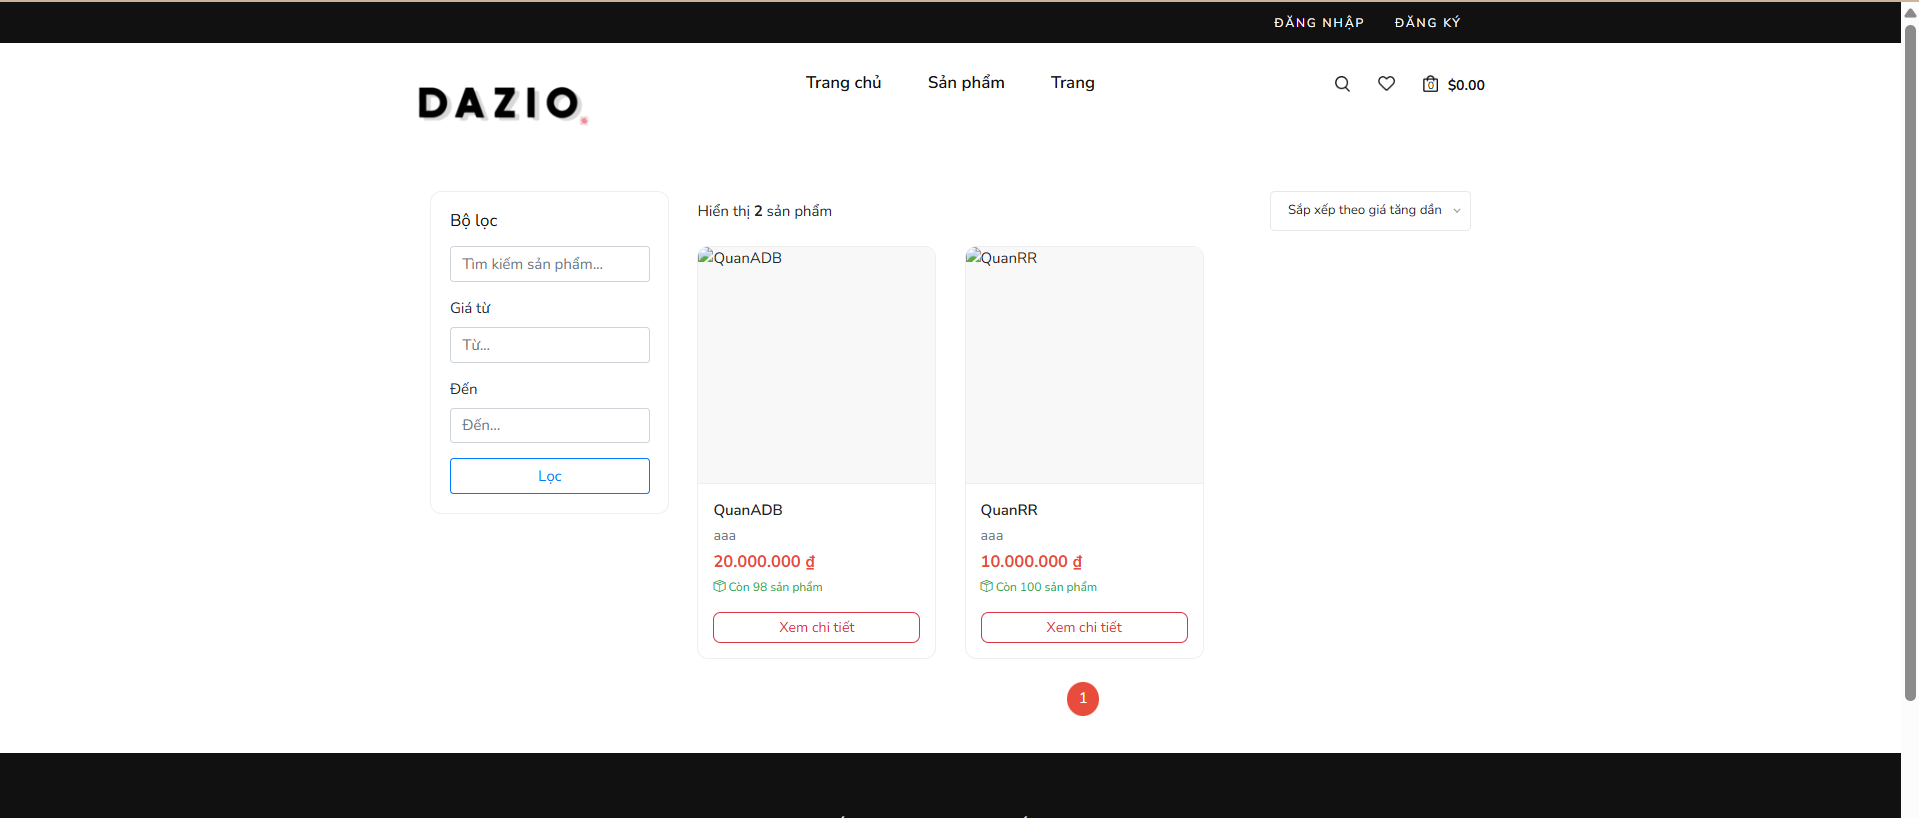 ĐĂNG NHẬP ĐĂNG KÝ
DAZIO.
Trang chủ Sản phẩm Trang
0 $0.00
Bộ lọc
Tìm kiếm sản phẩm...
Giá từ
Từ...
Đến
Đến...
Lọc
Hiển thị 2 sản phẩm
Sắp xếp theo giá tăng dần
QuanADB
QuanADB
aaa
20.000.000 ₫
Còn 98 sản phẩm
Xem chi tiết
QuanRR
QuanRR
aaa
10.000.000 ₫
Còn 100 sản phẩm
Xem chi tiết
1